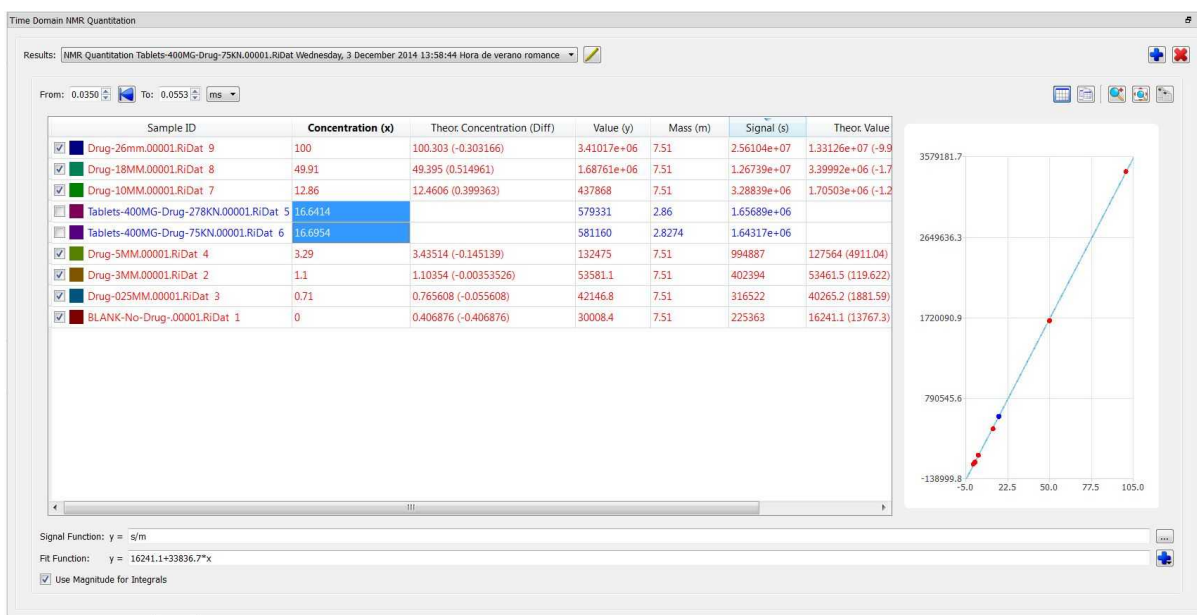 Time Domain NMR Quantitation
Results: NMR Quantitation Tablets-400MG-Drug-75KN.00001.RiDat Wednesday, 3 December 2014 13:58:44 Hora de verano romance
From: 0.0350 To: 0.0553 ms
Sample ID Concentration (x) Theor. Concentration (Diff) Value (y) Mass (m) Signal (s) Theor. Value
Drug-26mm.00001.RiDat 9 100 100.303 (-0.303166) 3.41017e+06 7.51 2.56104e+07 1.33126e+07 (-9.9
Drug-18MM.00001.RiDat 8 49.91 49.395 (0.514961) 1.68761e+06 7.51 1.26739e+07 3.39992e+06 (-1.7
Drug-10MM.00001.RiDat 7 12.86 12.4606 (0.399363) 437868 7.51 3.28839e+06 1.70503e+06 (-1.2
Tablets-400MG-Drug-278KN.00001.RiDat 5 16.6414 579331 2.86 1.65689e+06
Tablets-400MG-Drug-75KN.00001.RiDat 6 16.6954 581160 2.8274 1.64317e+06
Drug-5MM.00001.RiDat 4 3.29 3.43514 (-0.145139) 132475 7.51 994887 127564 (4911.04)
Drug-3MM.00001.RiDat 2 1.1 1.10354 (-0.00353526) 53581.1 7.51 402394 53461.5 (119.622)
Drug-025MM.00001.RiDat 3 0.71 0.765608 (-0.055608) 42146.8 7.51 316522 40265.2 (1881.59)
BLANK-No-Drug-.00001.RiDat 1 0 0.406876 (-0.406876) 30008.4 7.51 225363 16241.1 (13767.3)
3579181.7
2649636.3
1720090.9
790545.6
-138999.8
-5.0 22.5 50.0 77.5 105.0
Signal Function: y = s/m
...
Fit Function: y = 16241.1+33836.7*x
Use Magnitude for Integrals